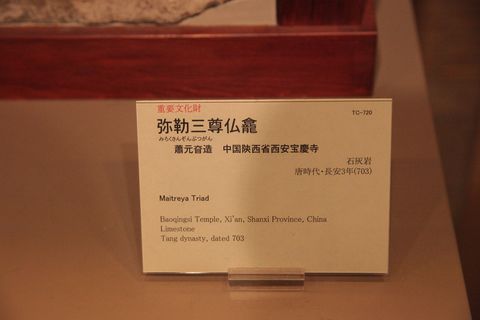 重要文化財
TC-720
弥勒三尊仏龕
みろくさんぞんぶつがん
蕭元眘造　中国陝西省西安宝慶寺
石灰岩
唐時代・長安3年(703)
Maitreya Triad
Baoqingsi Temple, Xi'an, Shanxi Province, China
Limestone
Tang dynasty, dated 703